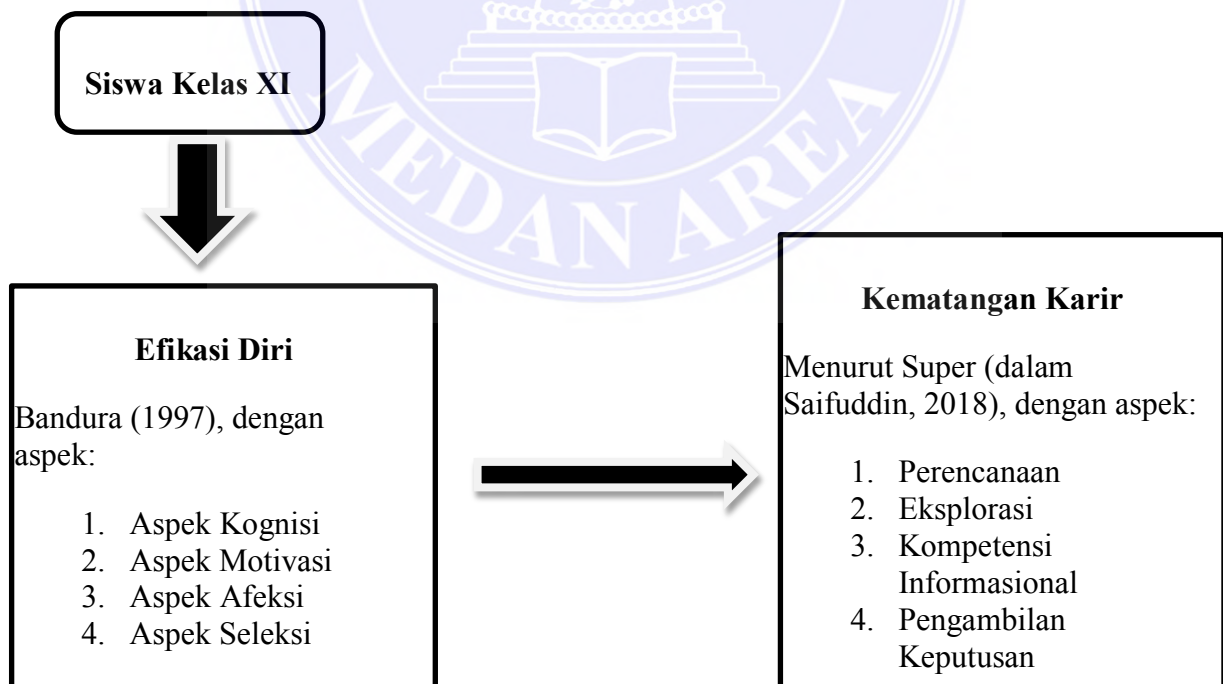 MEDAN AREA
Siswa Kelas XI
Efikasi Diri
Bandura (1997), dengan
aspek:
1. Aspek Kognisi
2. Aspek Motivasi
3. Aspek Afeksi
4. Aspek Seleksi
Kematangan Karir
Menurut Super (dalam
Saifuddin, 2018), dengan aspek:
1. Perencanaan
2. Eksplorasi
3. Kompetensi
Informasional
4. Pengambilan
Keputusan